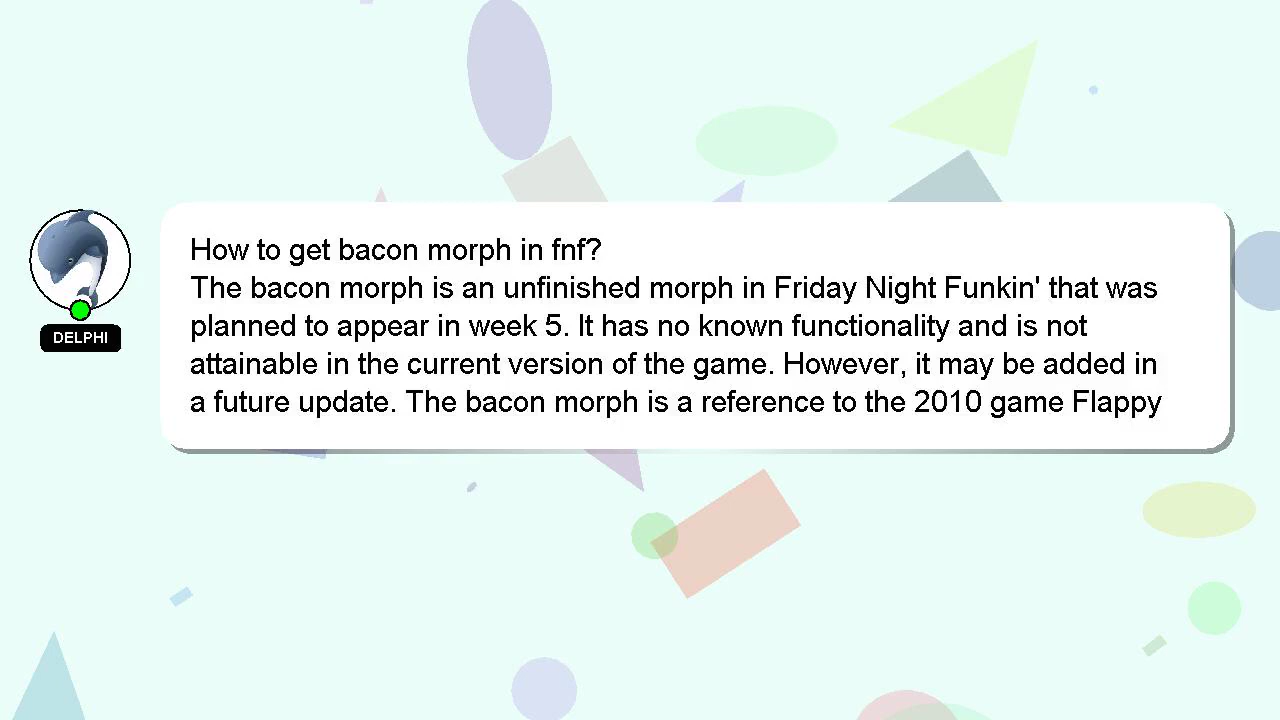 How to get bacon morph in fnf?
The bacon morph is an unfinished morph in Friday Night Funkin' that was
planned to appear in week 5. It has no known functionality and is not
attainable in the current version of the game. However, it may be added in
a future update. The bacon morph is a reference to the 2010 game Flappy
DELPHI